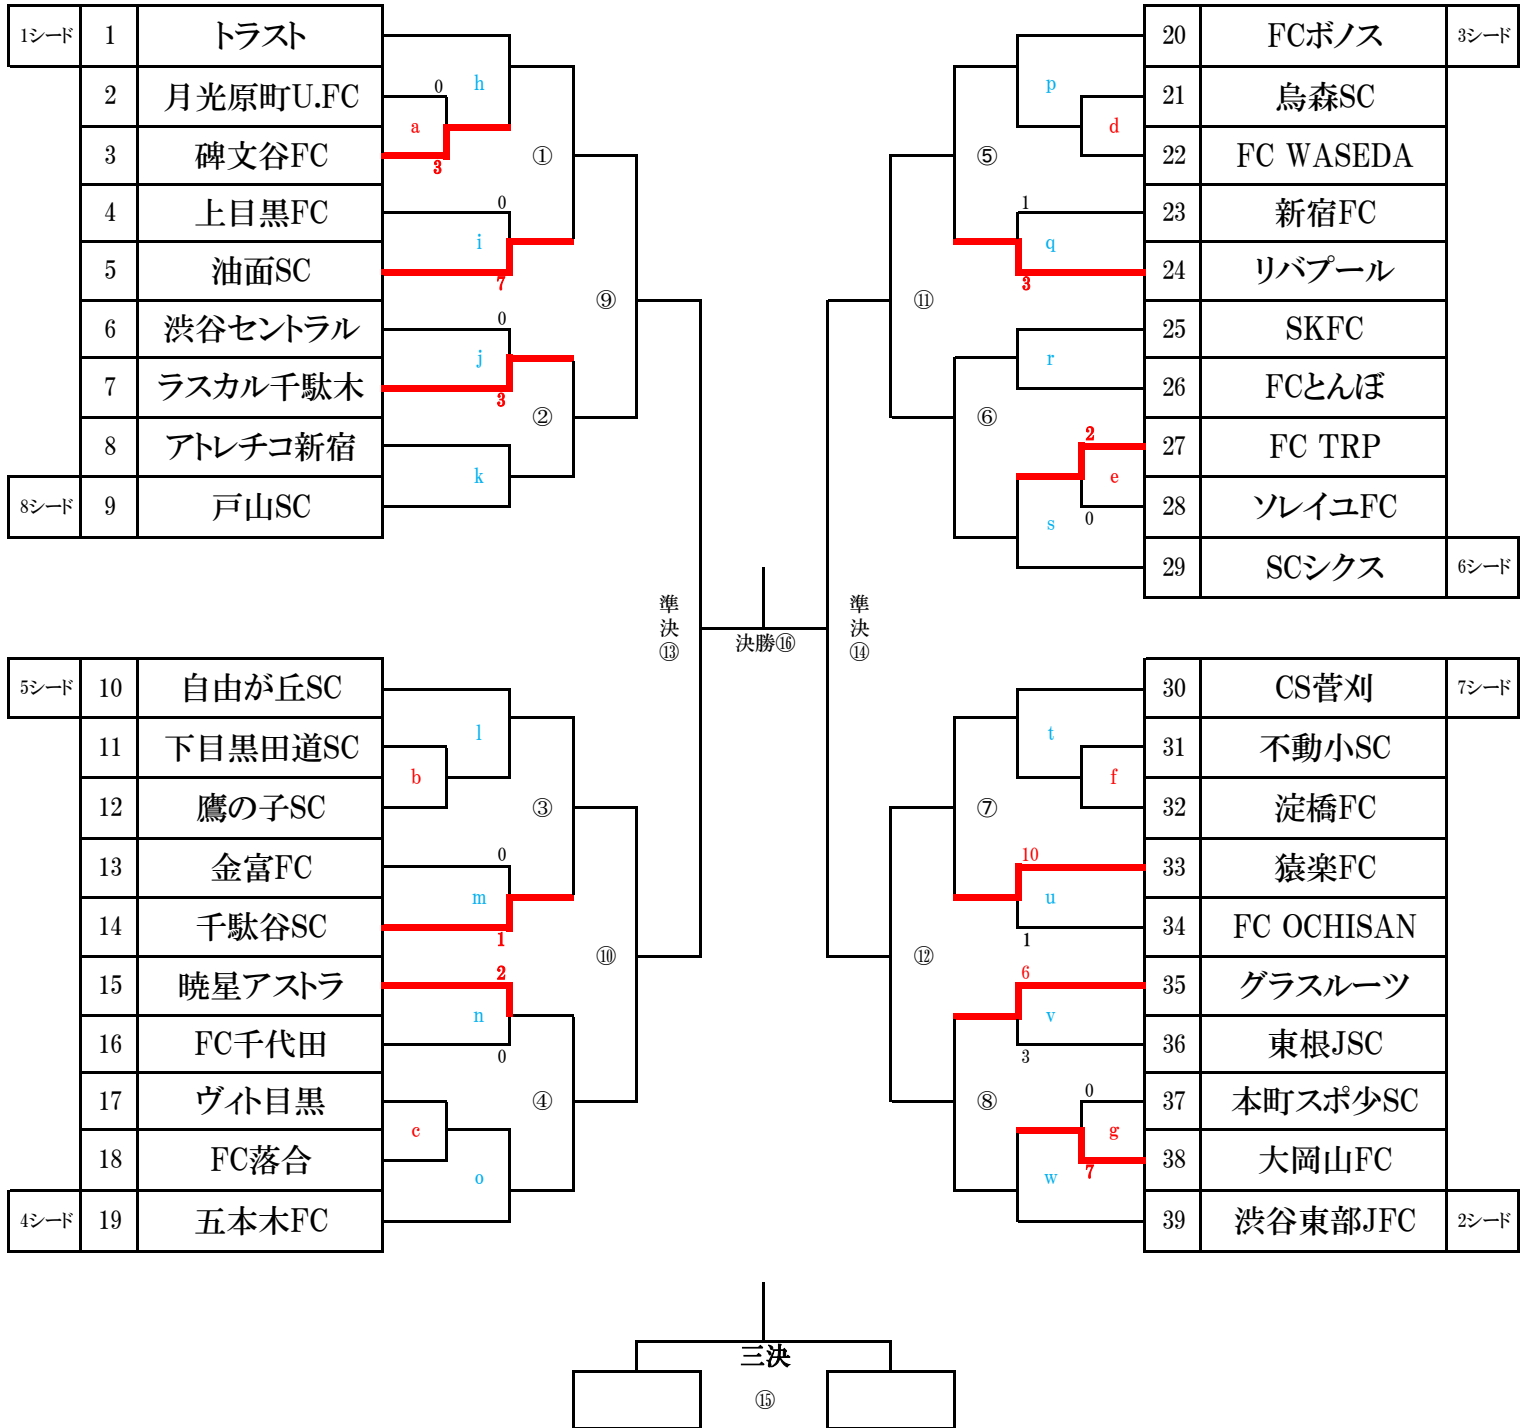 1シード 1 トラスト
2 月光原町U.FC 0
h
a
3 碑文谷FC 3
①
4 上目黒FC 0
i
5 油面SC 7
⑨
6 渋谷セントラル 0
j
7 ラスカル千駄木 3
②
8 アトレチコ新宿
k
8シード 9 戸山SC
準決⑬
5シード 10 自由が丘SC
l
11 下目黒田道SC
b
12 鷹の子SC
③
13 金富FC 0
m
14 千駄谷SC 1
⑩
15 暁星アストラ 2
n
16 FC千代田 0
17 ヴィト目黒
④
c
18 FC落合
o
4シード 19 五本木FC
決勝⑯
20 FCボノス 3シード
p
21 烏森SC
d
22 FC WASEDA
⑤
1 23 新宿FC
q
3 24 リバプール
⑪
25 SKFC
r
26 FCとんぼ
⑥
2 27 FC TRP
e
0 28 ソレイユFC
s
29 SCシクス 6シード
準決⑭
30 CS菅刈 7シード
t
31 不動小SC
f
32 淀橋FC
⑦
10 33 猿楽FC
u
1 34 FC OCHISAN
⑫
6 35 グラスルーツ
v
3 36 東根JSC
0 37 本町スポ少SC
⑧
g
7 38 大岡山FC
w
39 渋谷東部JFC 2シード
三決
⑮